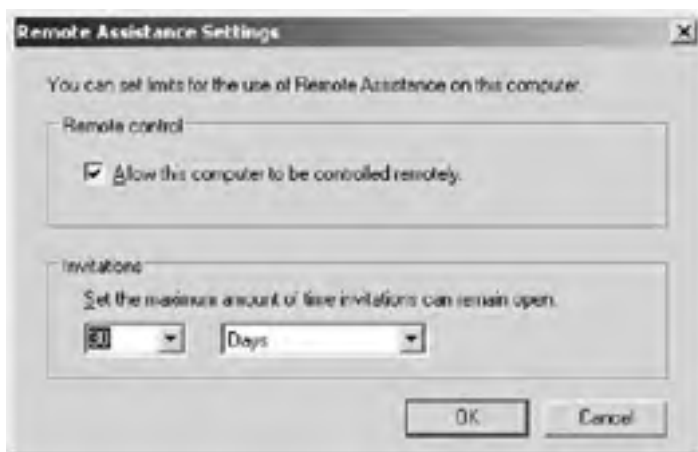 Remote Assistance Settings
You can set limits for the use of Remote Assistance on this computer.
Remote control
Allow this computer to be controlled remotely.
Invitations
Set the maximum amount of time invitations can remain open.
30 Days
OK Cancel